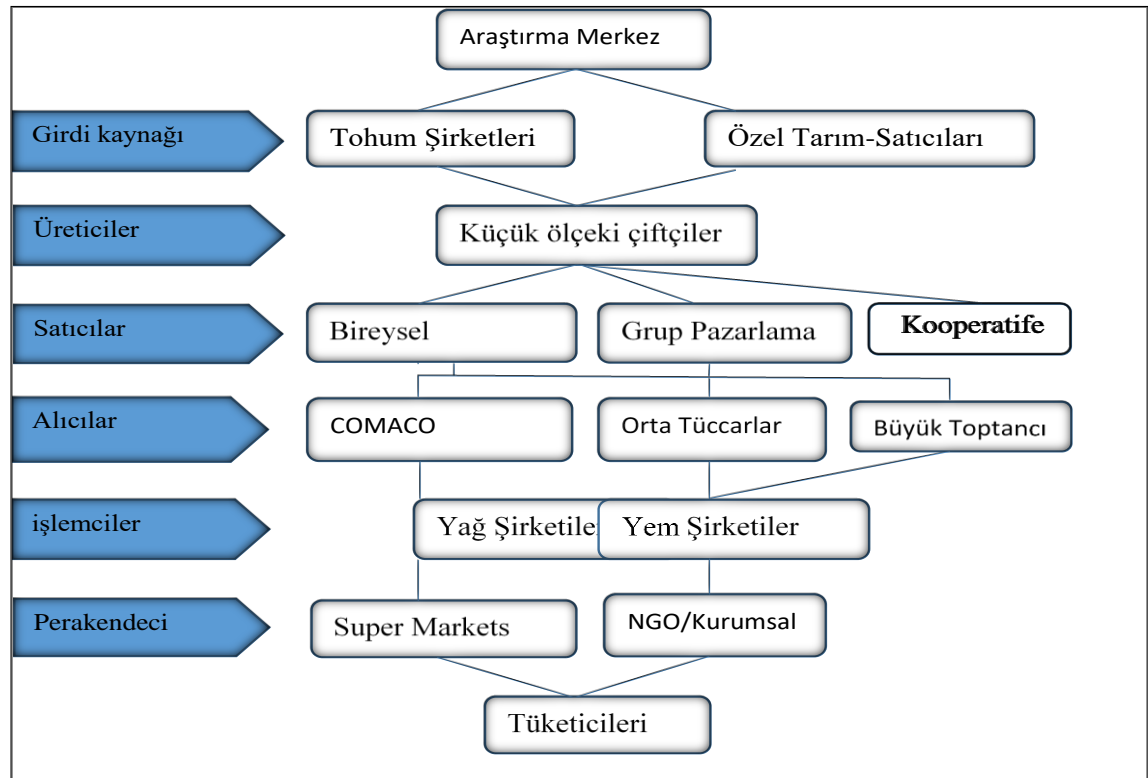 Araştırma Merkez
Girdi kaynağı
Tohum Şirketleri
Özel Tarım-Satıcıları
Üreticiler
Küçük ölçeki çiftçiler
Satıcılar
Bireysel
Grup Pazarlama
Kooperatife
Alıcılar
COMACO
Orta Tüccarlar
Büyük Toptancı
işlemciler
Yağ Şirketiler
Yem Şirketiler
Perakendeci
Super Markets
NGO/Kurumsal
Tüketicileri